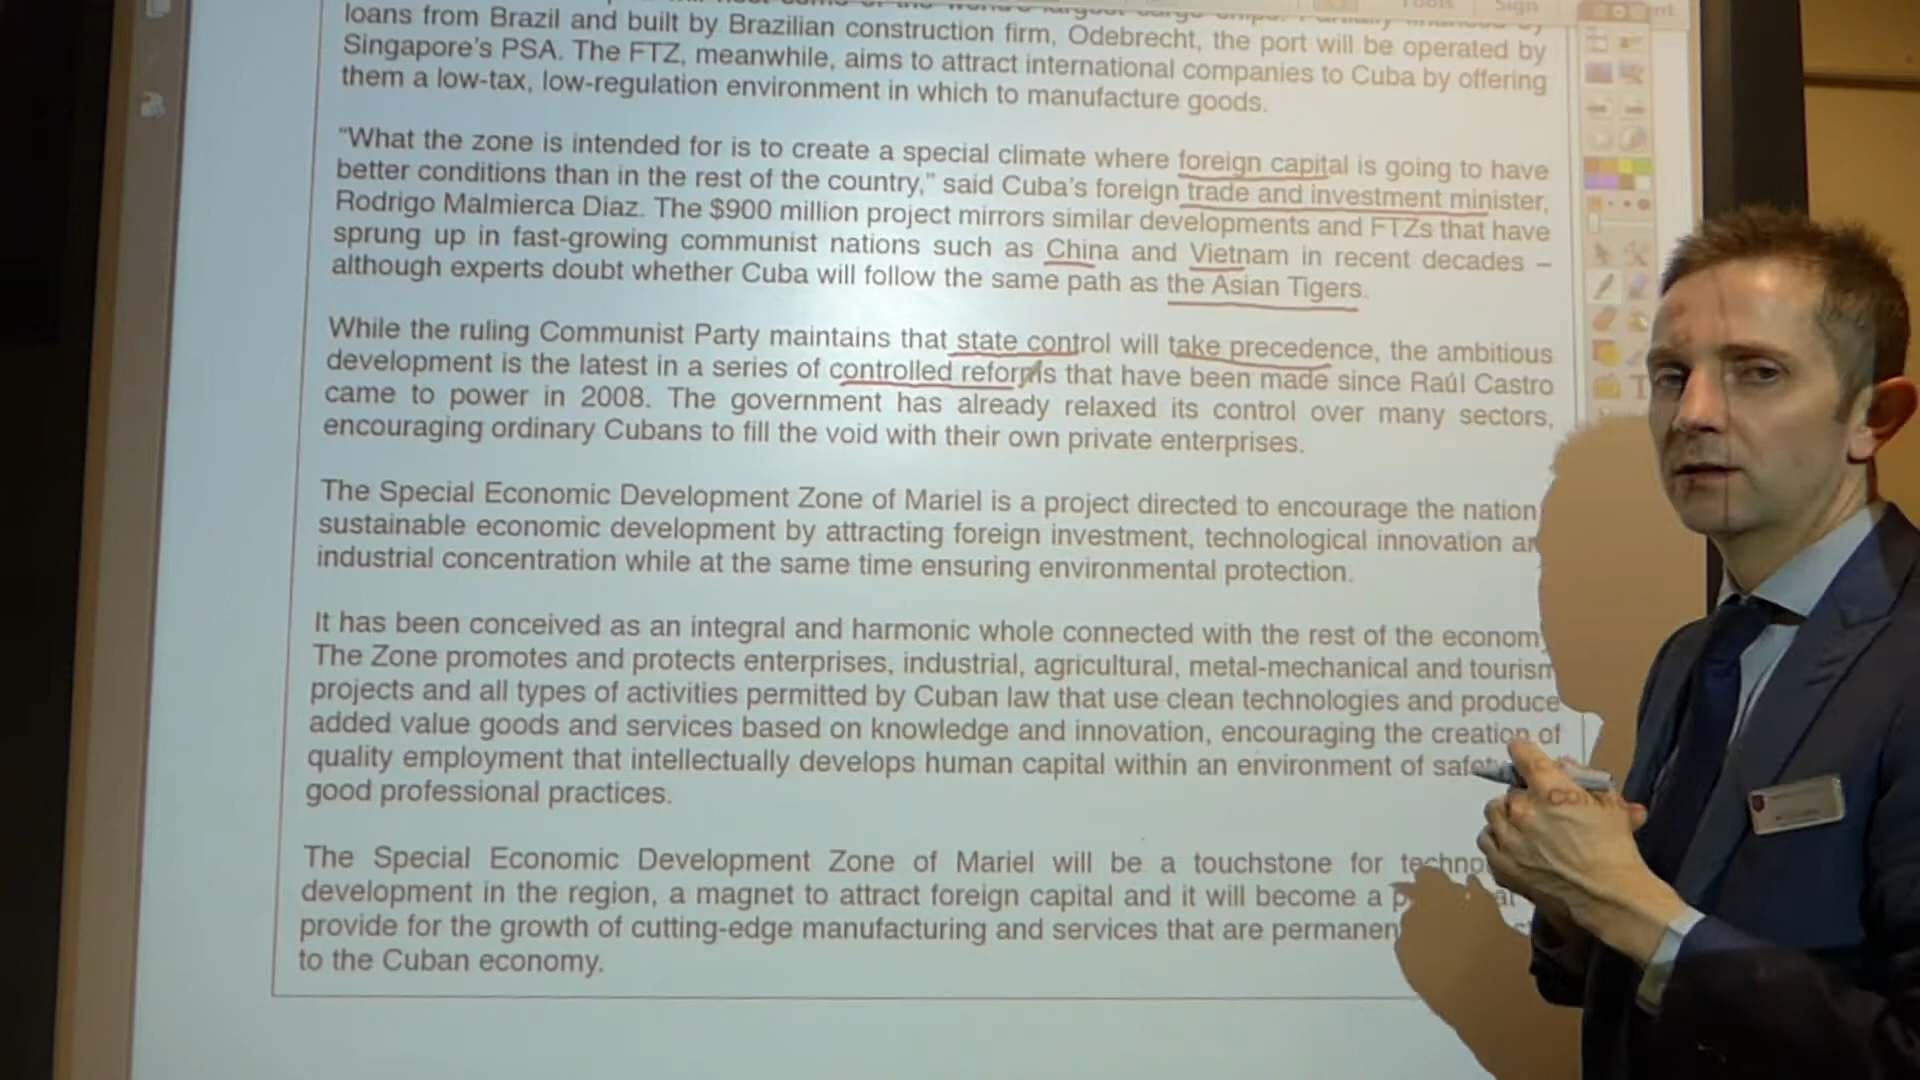 Tools
Sign
loans from Brazil and built by Brazilian construction firm, Odebrecht, the port will be operated by
Singapore's PSA. The FTZ, meanwhile, aims to attract international companies to Cuba by offering
them a low-tax, low-regulation environment in which to manufacture goods.
"What the zone is intended for is to create a special climate where foreign capital is going to have
better conditions than in the rest of the country," said Cuba's foreign trade and investment minister,
Rodrigo Malmierca Diaz. The $900 million project mirrors similar developments and FTZs that have
sprung up in fast-growing communist nations such as China and Vietnam in recent decades –
although experts doubt whether Cuba will follow the same path as the Asian Tigers.
While the ruling Communist Party maintains that state control will take precedence, the ambitious
development is the latest in a series of controlled reforms that have been made since Raúl Castro
came to power in 2008. The government has already relaxed its control over many sectors,
encouraging ordinary Cubans to fill the void with their own private enterprises.
The Special Economic Development Zone of Mariel is a project directed to encourage the nation
sustainable economic development by attracting foreign investment, technological innovation
industrial concentration while at the same time ensuring environmental protection.
It has been conceived as an integral and harmonic whole connected with the rest of the econom
The Zone promotes and protects enterprises, industrial, agricultural, metal-mechanical and tourism
projects and all types of activities permitted by Cuban law that use clean technologies and produce
added value goods and services based on knowledge and innovation, encouraging the creation of
quality employment that intellectually develops human capital within an environment of
good professional practices.
The Special Economic Development Zone of Mariel will be a touchstone for
development in the region, a magnet to attract foreign capital and it will become a
provide for the growth of cutting-edge manufacturing and services that are
to the Cuban economy.